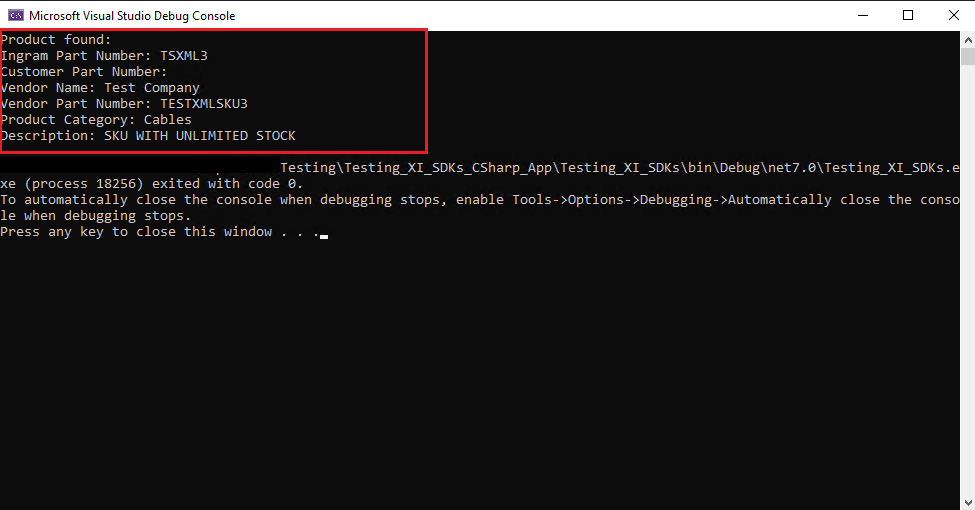 C:\ Microsoft Visual Studio Debug Console
Product found:
Ingram Part Number: TSXML3
Customer Part Number:
Vendor Name: Test Company
Vendor Part Number: TESTXMLSKU3
Product Category: Cables
Description: SKU WITH UNLIMITED STOCK
Testing\Testing_XI_SDKs_CSharp_App\Testing_XI_SDKs\bin\Debug\net7.0\Testing_XI_SDKs.e
xe (process 18256) exited with code 0.
To automatically close the console when debugging stops, enable Tools->Options->Debugging->Automatically close the conso
le when debugging stops.
Press any key to close this window . . .